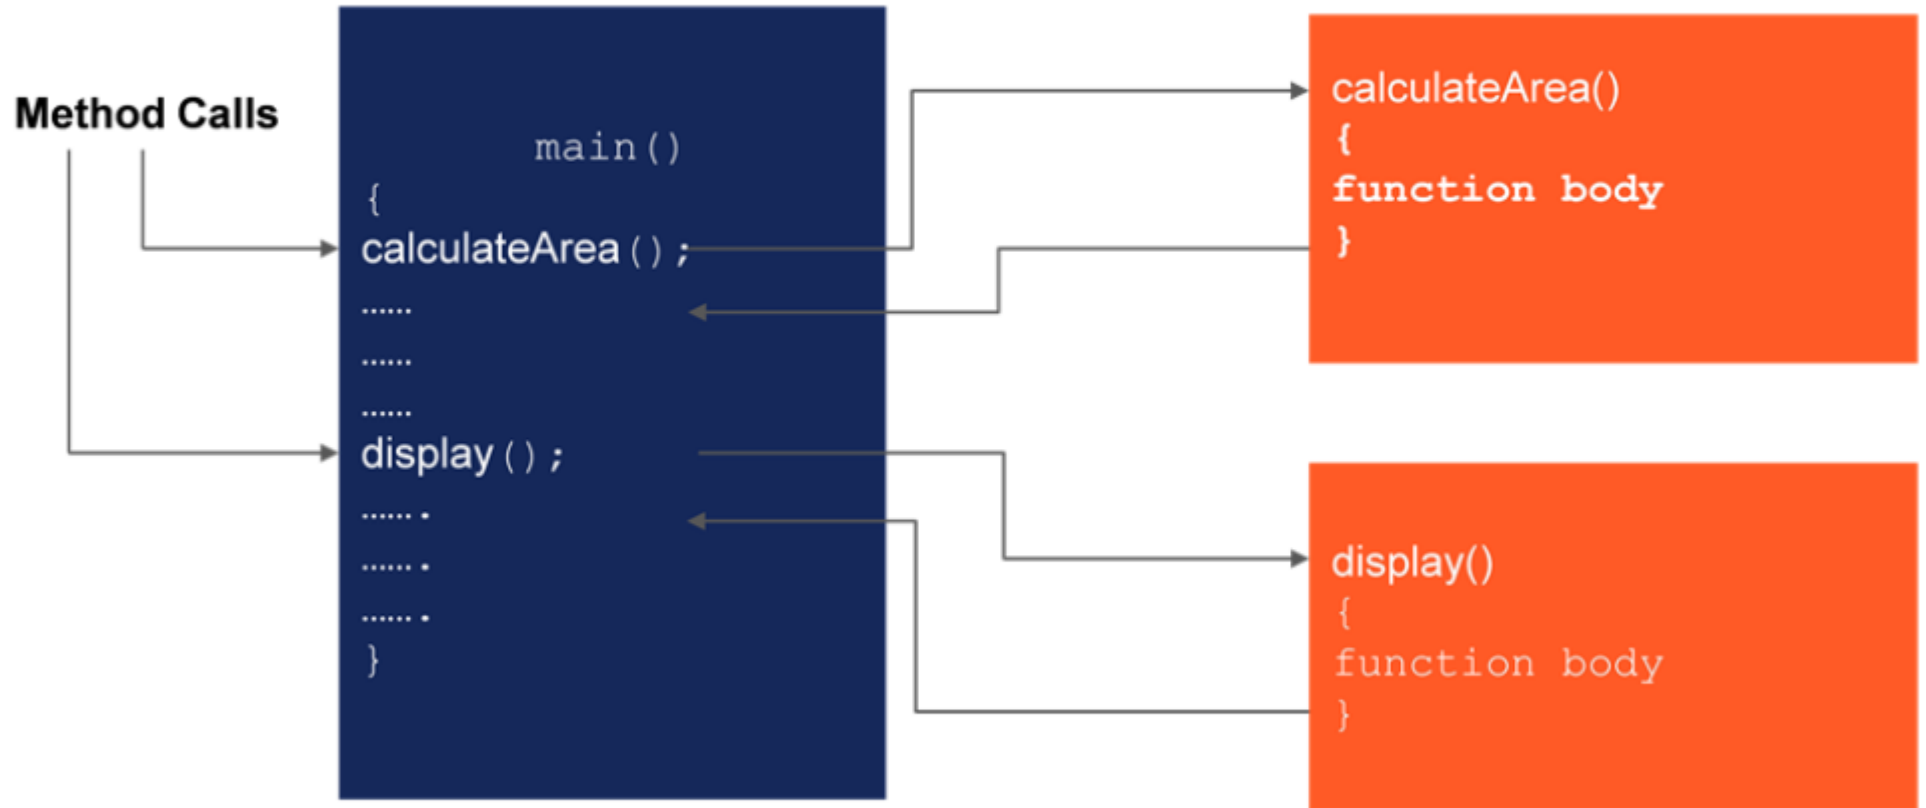 Method Calls
main()
{
calculateArea();
......
......
......
display();
...... .
...... .
...... .
}
calculateArea()
{
function body
}
display()
{
function body
}